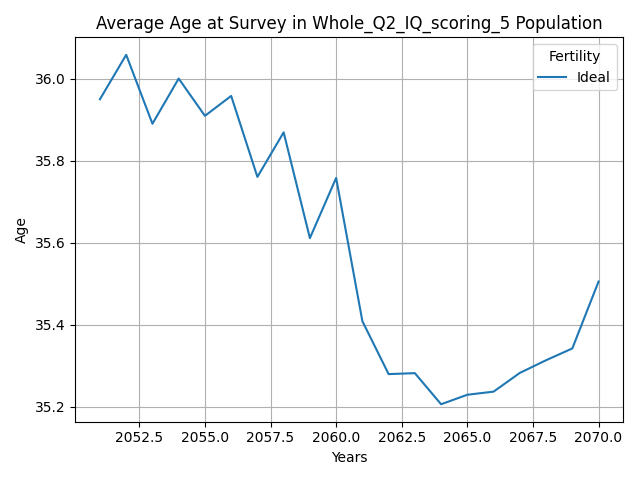 Average Age at Survey in Whole_Q2_IQ_scoring_5 Population
Fertility
Ideal
36.0
35.8
35.6
35.4
35.2
Age
2052.5 2055.0 2057.5 2060.0 2062.5 2065.0 2067.5 2070.0
Years